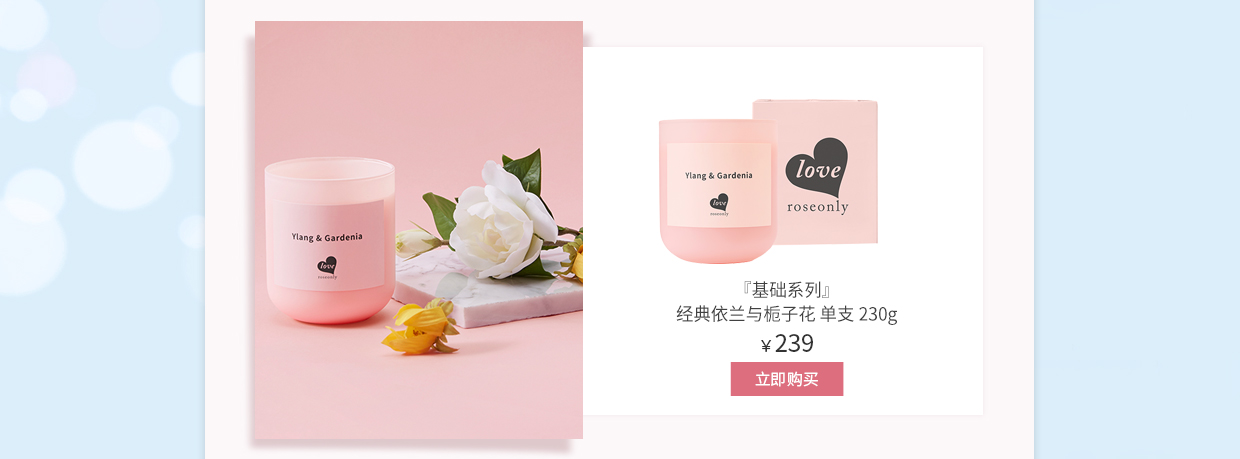 Ylang & Gardenia
love
roseonly
Ylang & Gardenia
love
roseonly
love
roseonly
『基础系列』
经典依兰与栀子花 单支 230g
¥239
立即购买